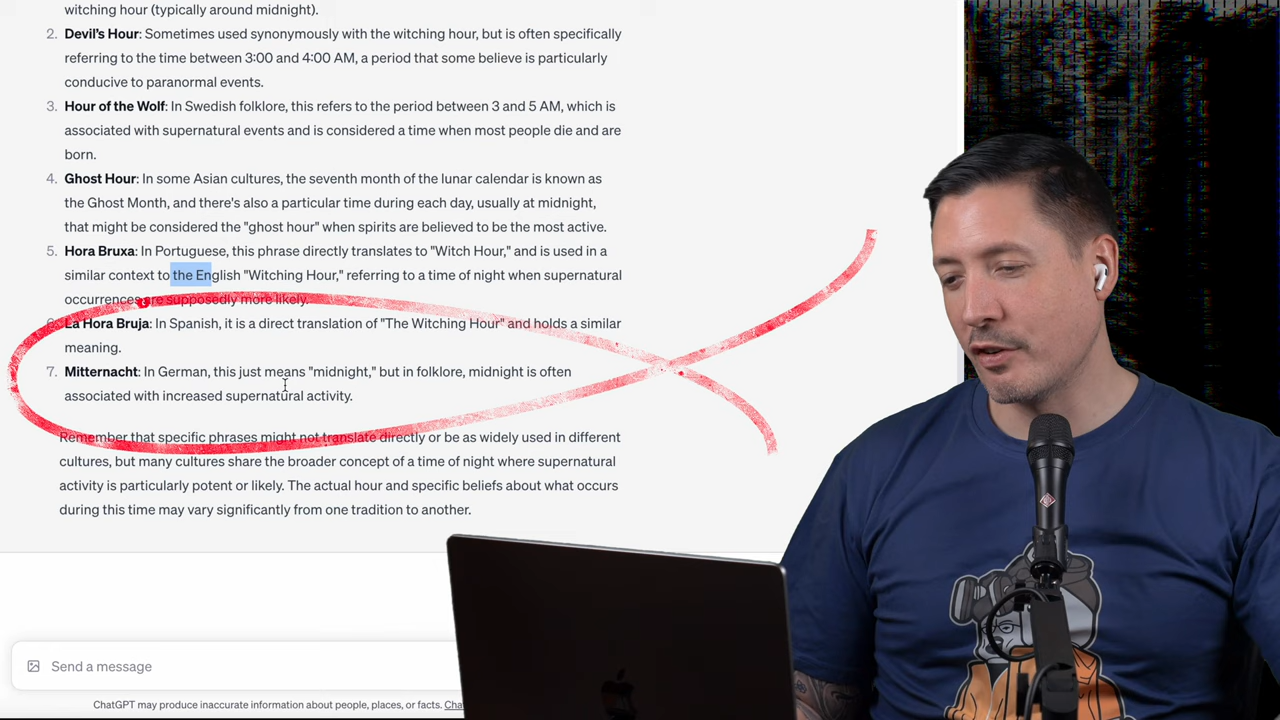 witching hour (typically around midnight).
2. Devil's Hour: Sometimes used synonymously with the witching hour, but is often specifically
referring to the time between 3:00 and 4:00 AM, a period that some believe is particularly
conducive to paranormal events.
3. Hour of the Wolf: In Swedish folklore, this refers to the period between 3 and 5 AM, which is
associated with supernatural events and is considered a time when most people die and are
born.
4. Ghost Hour: In some Asian cultures, the seventh month of the lunar calendar is known as
the Ghost Month, and there's also a particular time during each day, usually at midnight,
that might be considered the "ghost hour" when spirits are believed to be the most active.
5. Hora Bruxa: In Portuguese, this phrase directly translates to "Witch Hour," and is used in a
similar context to the English "Witching Hour," referring to a time of night when supernatural
occurrences are supposedly more likely.
6. La Hora Bruja: In Spanish, it is a direct translation of "The Witching Hour" and holds a similar
meaning.
7. Mitternacht: In German, this just means "midnight," but in folklore, midnight is often
associated with increased supernatural activity.
Remember that specific phrases might not translate directly or be as widely used in different
cultures, but many cultures share the broader concept of a time of night where supernatural
activity is particularly potent or likely. The actual hour and specific beliefs about what occurs
during this time may vary significantly from one tradition to another.
Send a message
ChatGPT may produce inaccurate information about people, places, or facts. Cha